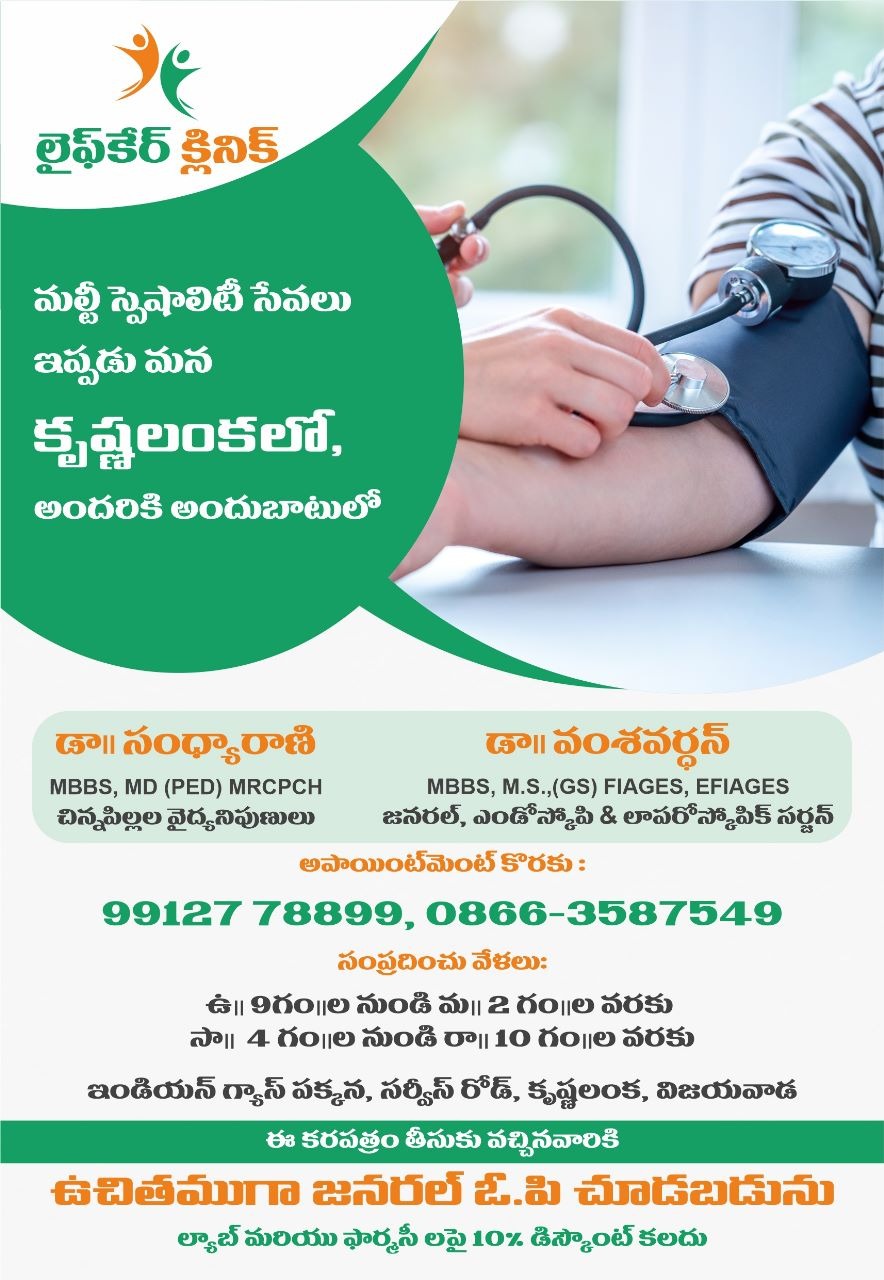 లైఫ్‌కేర్ క్లినిక్
మల్టీ స్పెషాలిటీ సేవలు
ఇప్పడు మన
కృష్ణలంకలో,
అందరికి అందుబాటులో
డా॥ సంధ్యారాణి
MBBS, MD (PED) MRCPCH
చిన్నపిల్లల వైద్యనిపుణులు
డా॥ వంశవర్ధన్
MBBS, M.S.,(GS) FIAGES, EFIAGES
జనరల్, ఎండోస్కోపి & లాపరోస్కోపిక్ సర్జన్
అపాయింట్‌మెంట్ కొరకు :
99127 78899, 0866-3587549
సంప్రదించు వేళలు:
ఉ॥ 9గం॥ల నుండి మ॥ 2 గం॥ల వరకు
సా॥ 4 గం॥ల నుండి రా॥ 10 గం॥ల వరకు
ఇండియన్ గ్యాస్ పక్కన, సర్వీస్ రోడ్, కృష్ణలంక, విజయవాడ
ఈ కరపత్రం తీసుకు వచ్చినవారికి
ఉచితముగా జనరల్ ఓ.పి చూడబడును
ల్యాబ్ మరియు ఫార్మసీ లపై 10% డిస్కౌంట్ కలదు